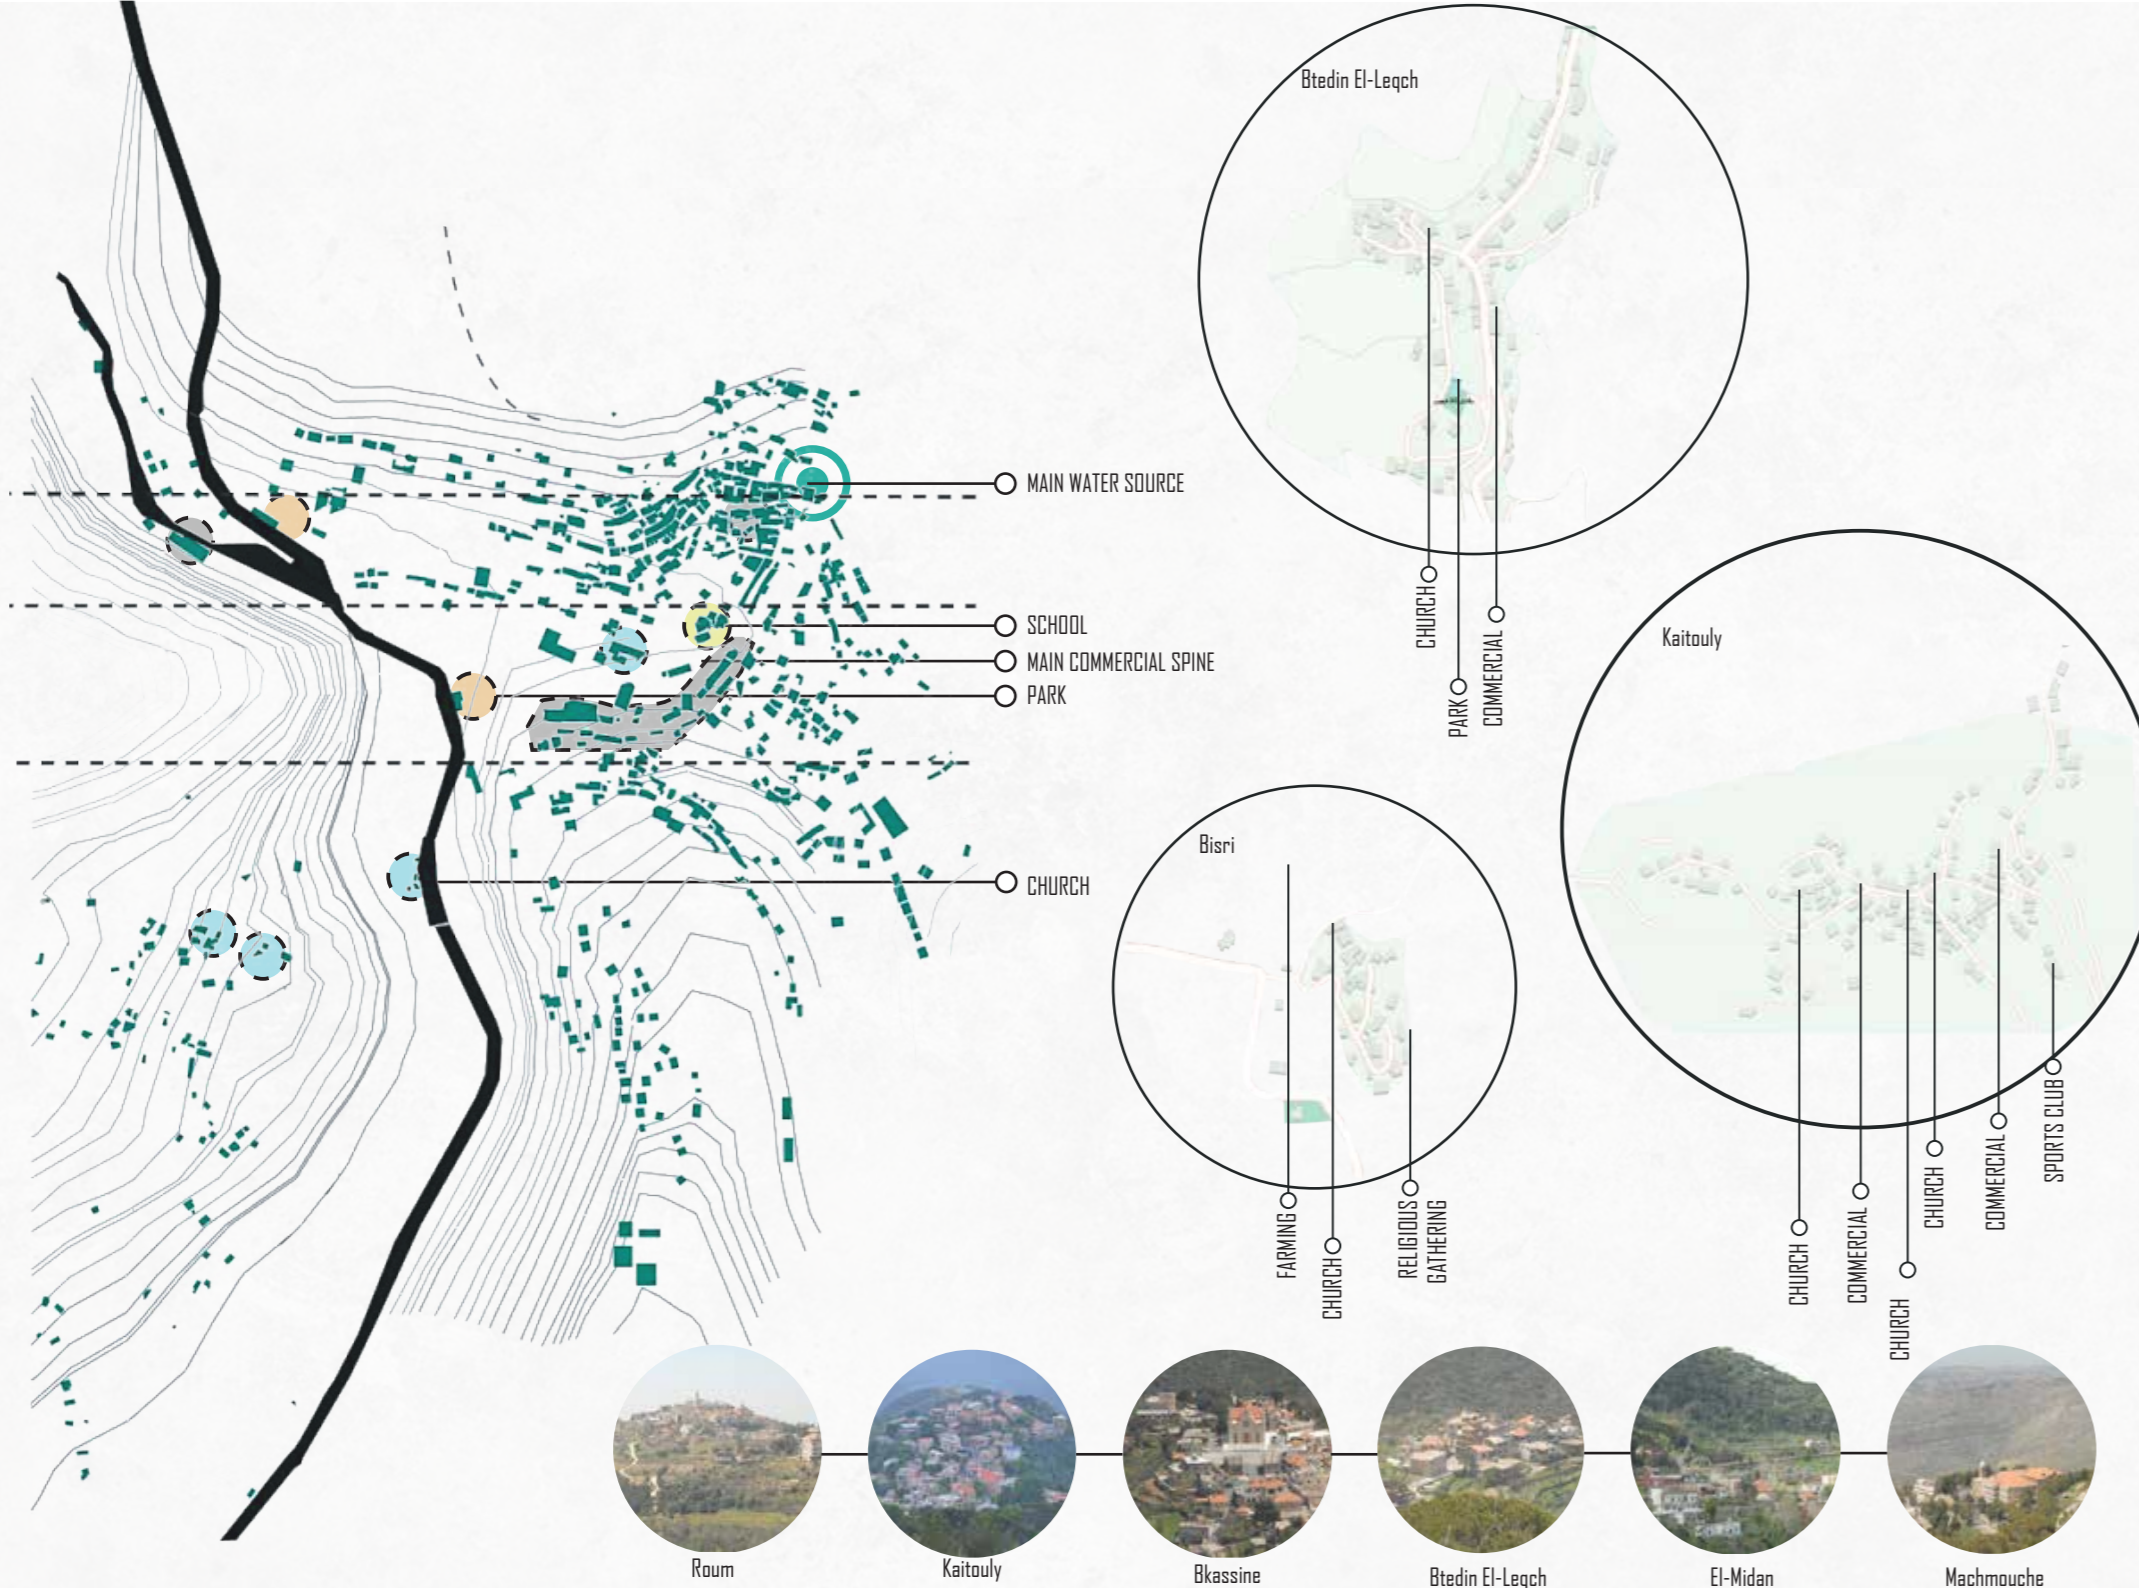 Btedin El-Leqch
MAIN WATER SOURCE
SCHOOL
MAIN COMMERCIAL SPINE
PARK
CHURCH
CHURCH
PARK
COMMERCIAL
Kaitouly
Bisri
FARMING
CHURCH
RELIGIOUS
GATHERING
CHURCH
COMMERCIAL
CHURCH
CHURCH
COMMERCIAL
SPORTS CLUB
Roum
Kaitouly
Bkassine
Btedin El-Leqch
El-Midan
Machmouche